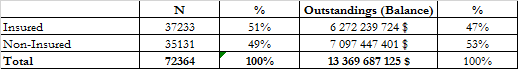 N % Outstandings (Balance) %
Insured 37233 51% 6 272 239 724 $ 47%
Non-Insured 35131 49% 7 097 447 401 $ 53%
Total 72364 100% 13 369 687 125 $ 100%